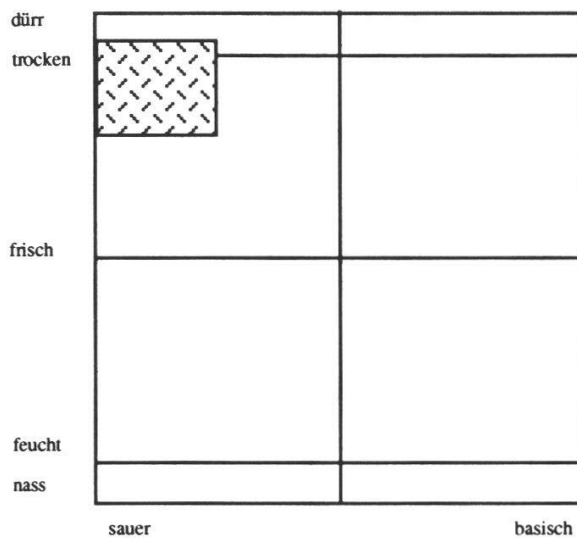 dürr
trocken
frisch
feucht
nass
sauer basisch